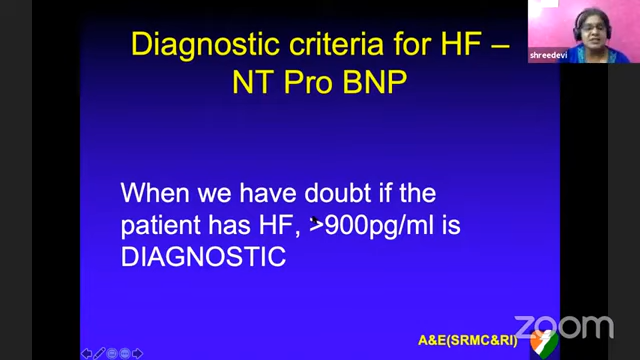 Diagnostic criteria for HF –
NT Pro BNP
shreedevi
When we have doubt if the
patient has HF, >900pg/ml is
DIAGNOSTIC
zoom
A&E(SRMC&RI)